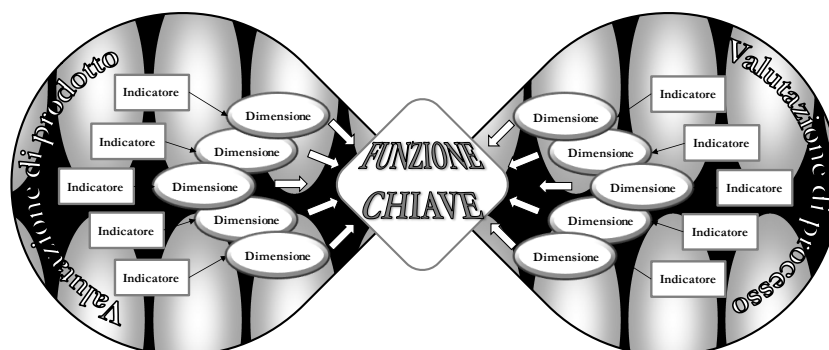 Valutazione di prodotto
Indicatore
Indicatore
Indicatore
Indicatore
Indicatore
Dimensione
Dimensione
Dimensione
Dimensione
Dimensione
FUNZIONE
CHIAVE
Dimensione
Dimensione
Dimensione
Dimensione
Dimensione
Indicatore
Indicatore
Indicatore
Indicatore
Indicatore
Valutazione di processo